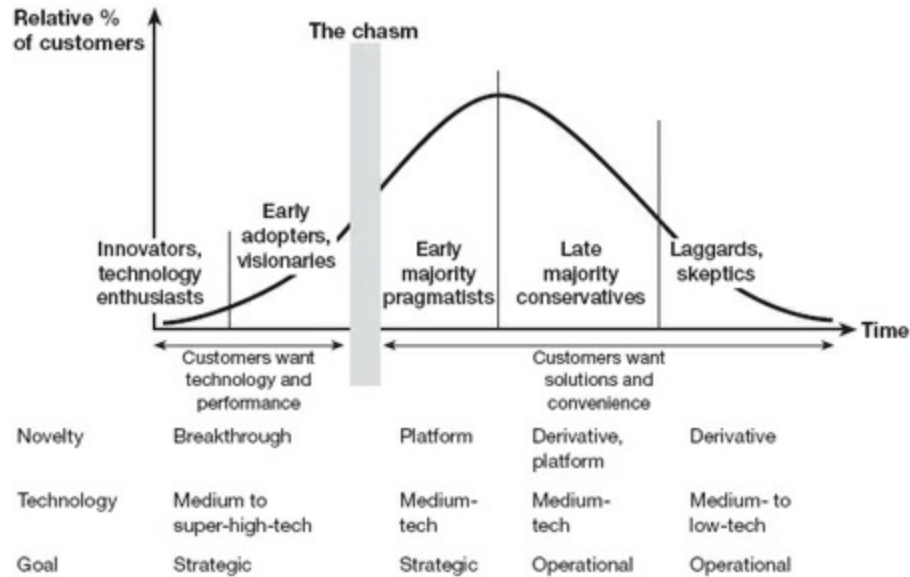 Relative %
of customers
The chasm
Innovators,
technology
enthusiasts
Early
adopters,
visionaries
Early
majority
pragmatists
Late
majority
conservatives
Laggards,
skeptics
Time
Customers want
technology and
performance
Customers want
solutions and
convenience
Novelty
Breakthrough
Platform
Derivative,
platform
Derivative
Technology
Medium to
super-high-tech
Medium-
tech
Medium-
tech
Medium- to
low-tech
Goal
Strategic
Strategic
Operational
Operational